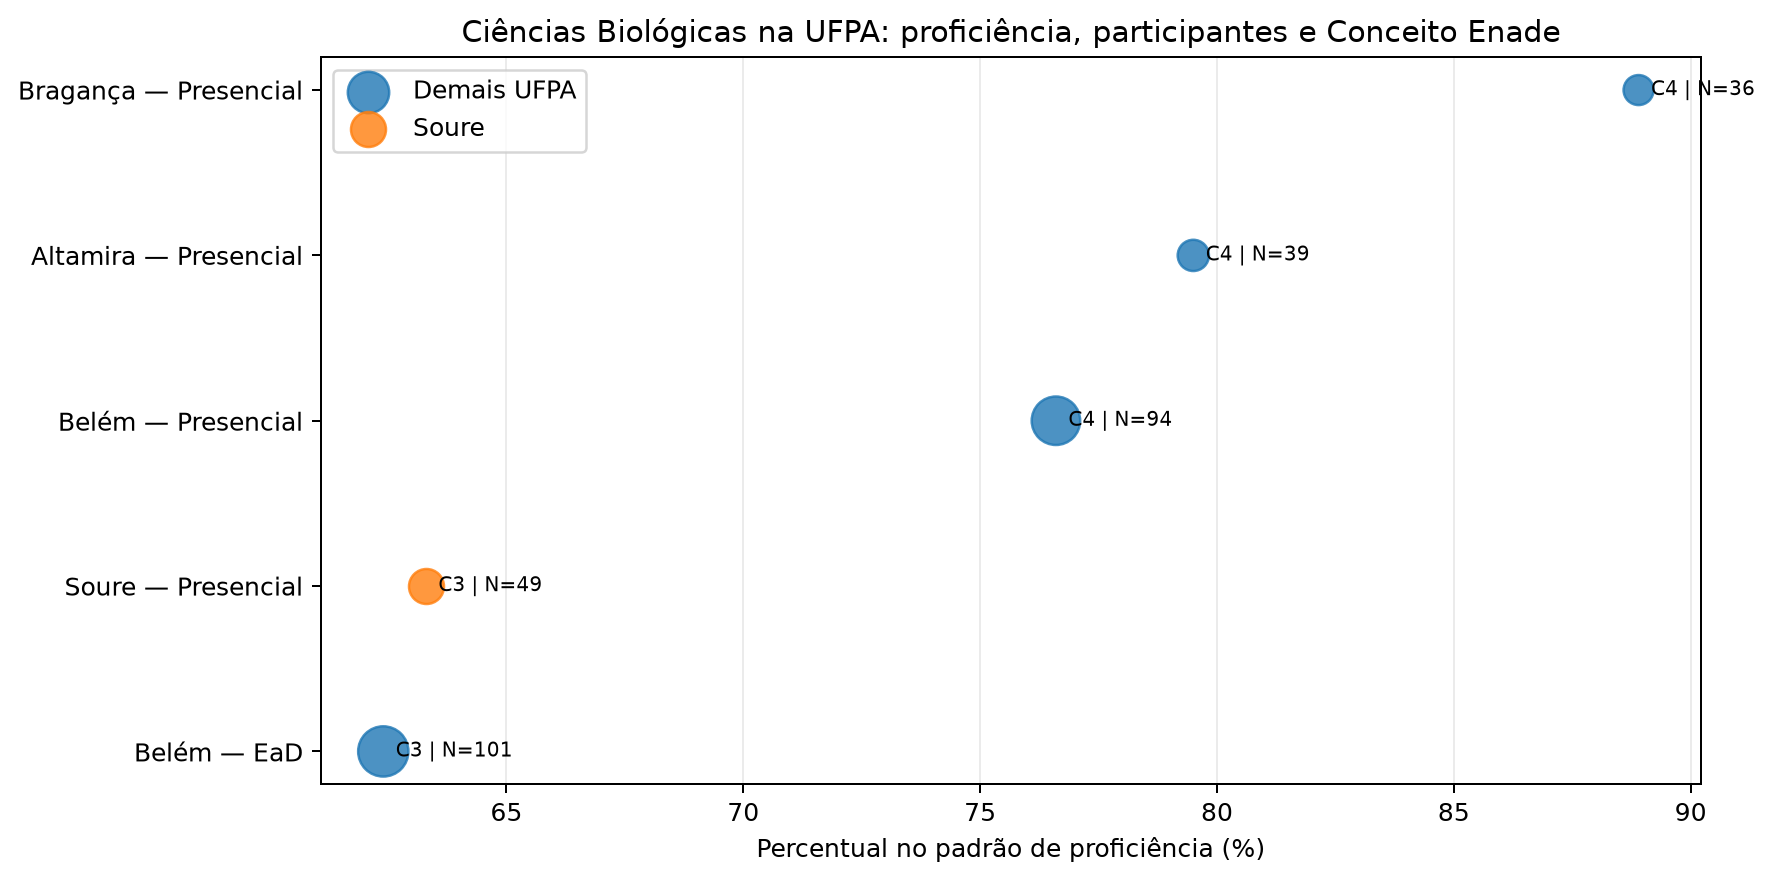 Ciências Biológicas na UFPA: proficiência, participantes e Conceito Enade
Demais UFPA
Soure
Bragança — Presencial
C4 | N=36
Altamira — Presencial
C4 | N=39
Belém — Presencial
C4 | N=94
Soure — Presencial
C3 | N=49
Belém — EaD
C3 | N=101
65 70 75 80 85 90
Percentual no padrão de proficiência (%)